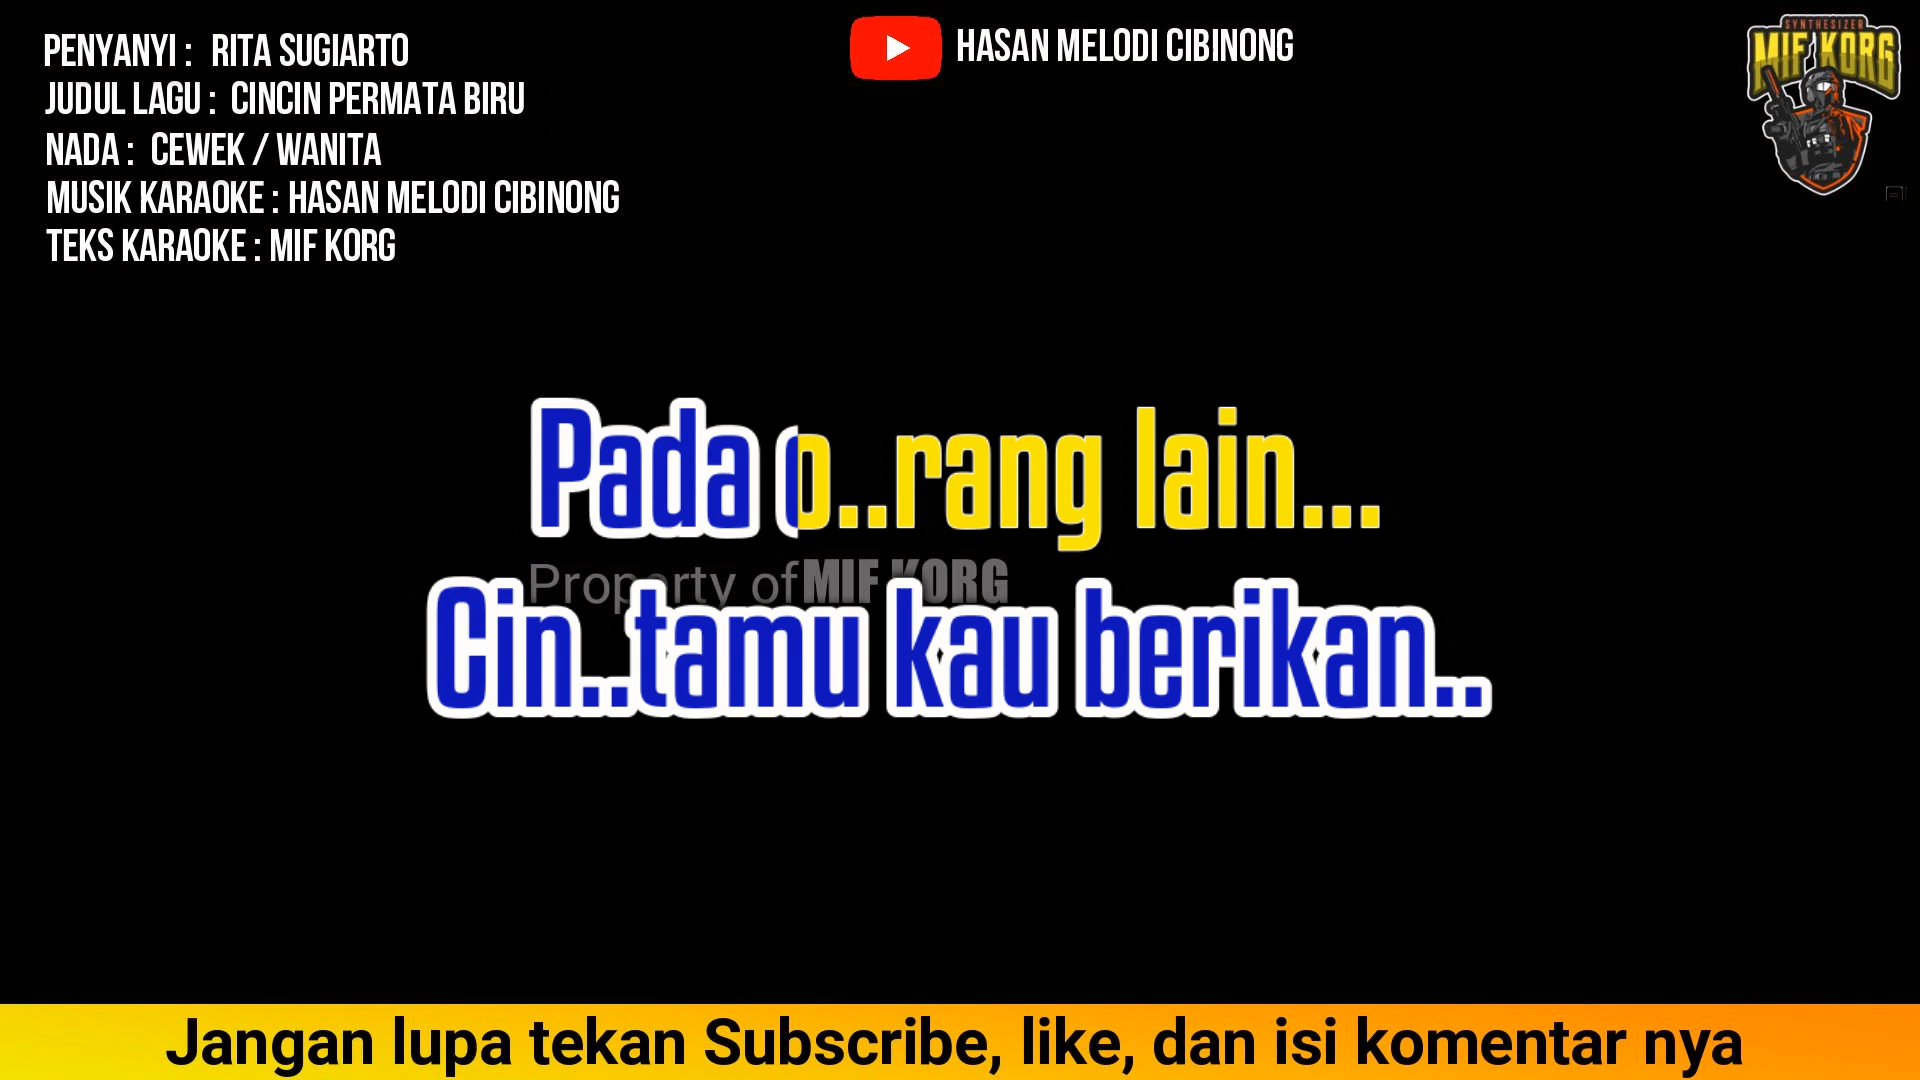 PENYANYI : RITA SUGIARTO
JUDUL LAGU : CINCIN PERMATA BIRU
NADA : CEWEK / WANITA
MUSIK KARAOKE : HASAN MELODI CIBINONG
TEKS KARAOKE : MIF KORG
HASAN MELODI CIBINONG
SYNTHESIZER
MIF KORG
Pada o..rang lain...
Property of MIF KORG
Cin..tamu kau berikan..
Jangan lupa tekan Subscribe, like, dan isi komentar nya